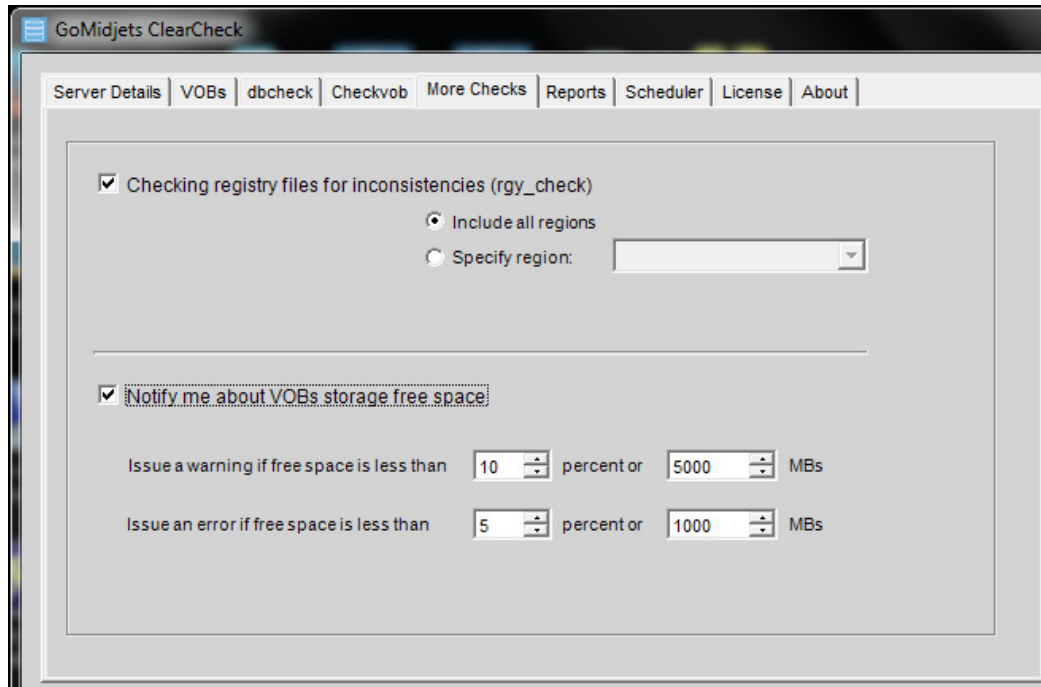 GoMidjets ClearCheck
Server Details VOBs dbcheck Checkvob More Checks Reports Scheduler License About
Checking registry files for inconsistencies (rgy_check)
Include all regions
Specify region:
Notify me about VOBs storage free space
Issue a warning if free space is less than 10 percent or 5000 MBs
Issue an error if free space is less than 5 percent or 1000 MBs